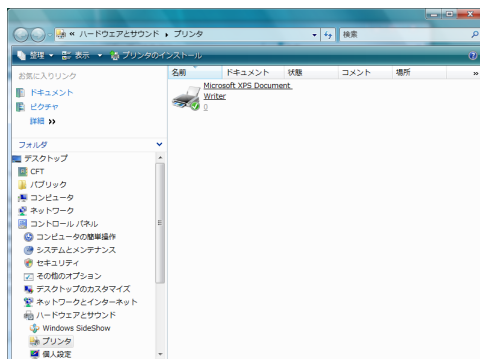 « ハードウェアとサウンド ▸ プリンタ 検索
整理 表示 プリンタのインストール
お気に入りリンク
ドキュメント
ピクチャ
詳細 »
フォルダ
デスクトップ
CFT
パブリック
コンピュータ
ネットワーク
コントロール パネル
コンピュータの簡単操作
システムとメンテナンス
セキュリティ
その他のオプション
デスクトップのカスタマイズ
ネットワークとインターネット
ハードウェアとサウンド
Windows SideShow
プリンタ
個人設定
名前 ドキュメント 状態 コメント 場所 »
Microsoft XPS Document
Writer
0